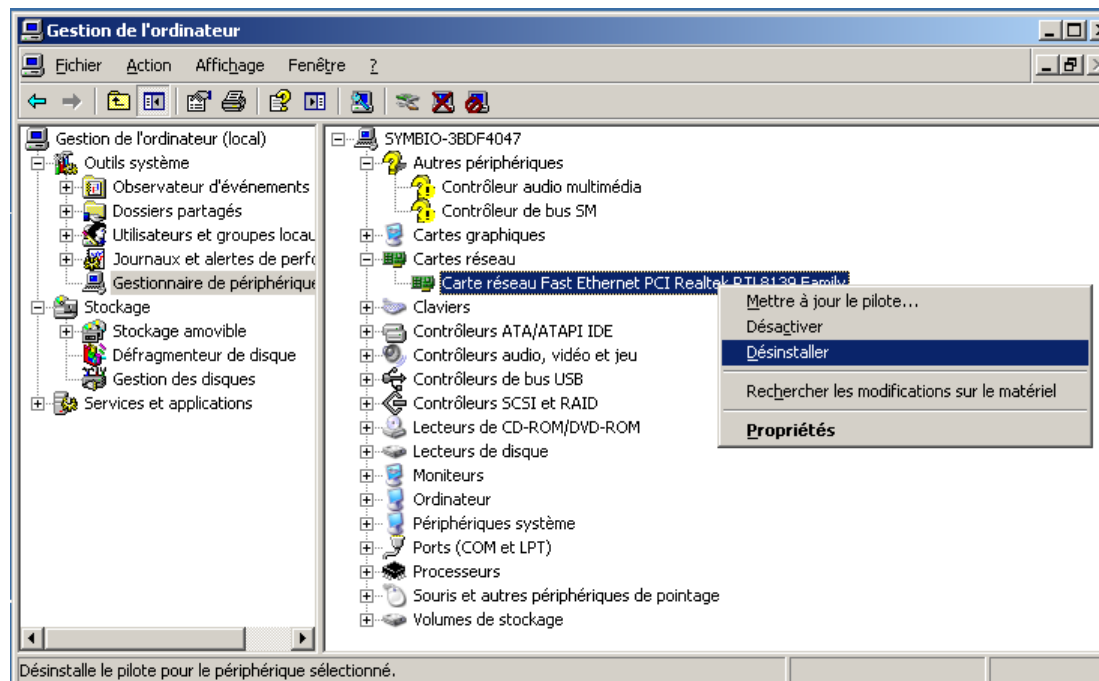 Gestion de l'ordinateur
Fichier Action Affichage Fenêtre ?
Gestion de l'ordinateur (local)
Outils système
Observateur d'événements
Dossiers partagés
Utilisateurs et groupes locau
Journaux et alertes de perfo
Gestionnaire de périphérique
Stockage
Stockage amovible
Défragmenteur de disque
Gestion des disques
Services et applications
SYMBIO-3BDF4047
Autres périphériques
Contrôleur audio multimédia
Contrôleur de bus SM
Cartes graphiques
Cartes réseau
Carte réseau Fast Ethernet PCI Realtek RTL8139 Family
Claviers
Contrôleurs ATA/ATAPI IDE
Contrôleurs audio, vidéo et jeu
Contrôleurs de bus USB
Contrôleurs SCSI et RAID
Lecteurs de CD-ROM/DVD-ROM
Lecteurs de disque
Moniteurs
Ordinateur
Périphériques système
Ports (COM et LPT)
Processeurs
Souris et autres périphériques de pointage
Volumes de stockage
Mettre à jour le pilote...
Désactiver
Désinstaller
Rechercher les modifications sur le matériel
Propriétés
Désinstalle le pilote pour le périphérique sélectionné.